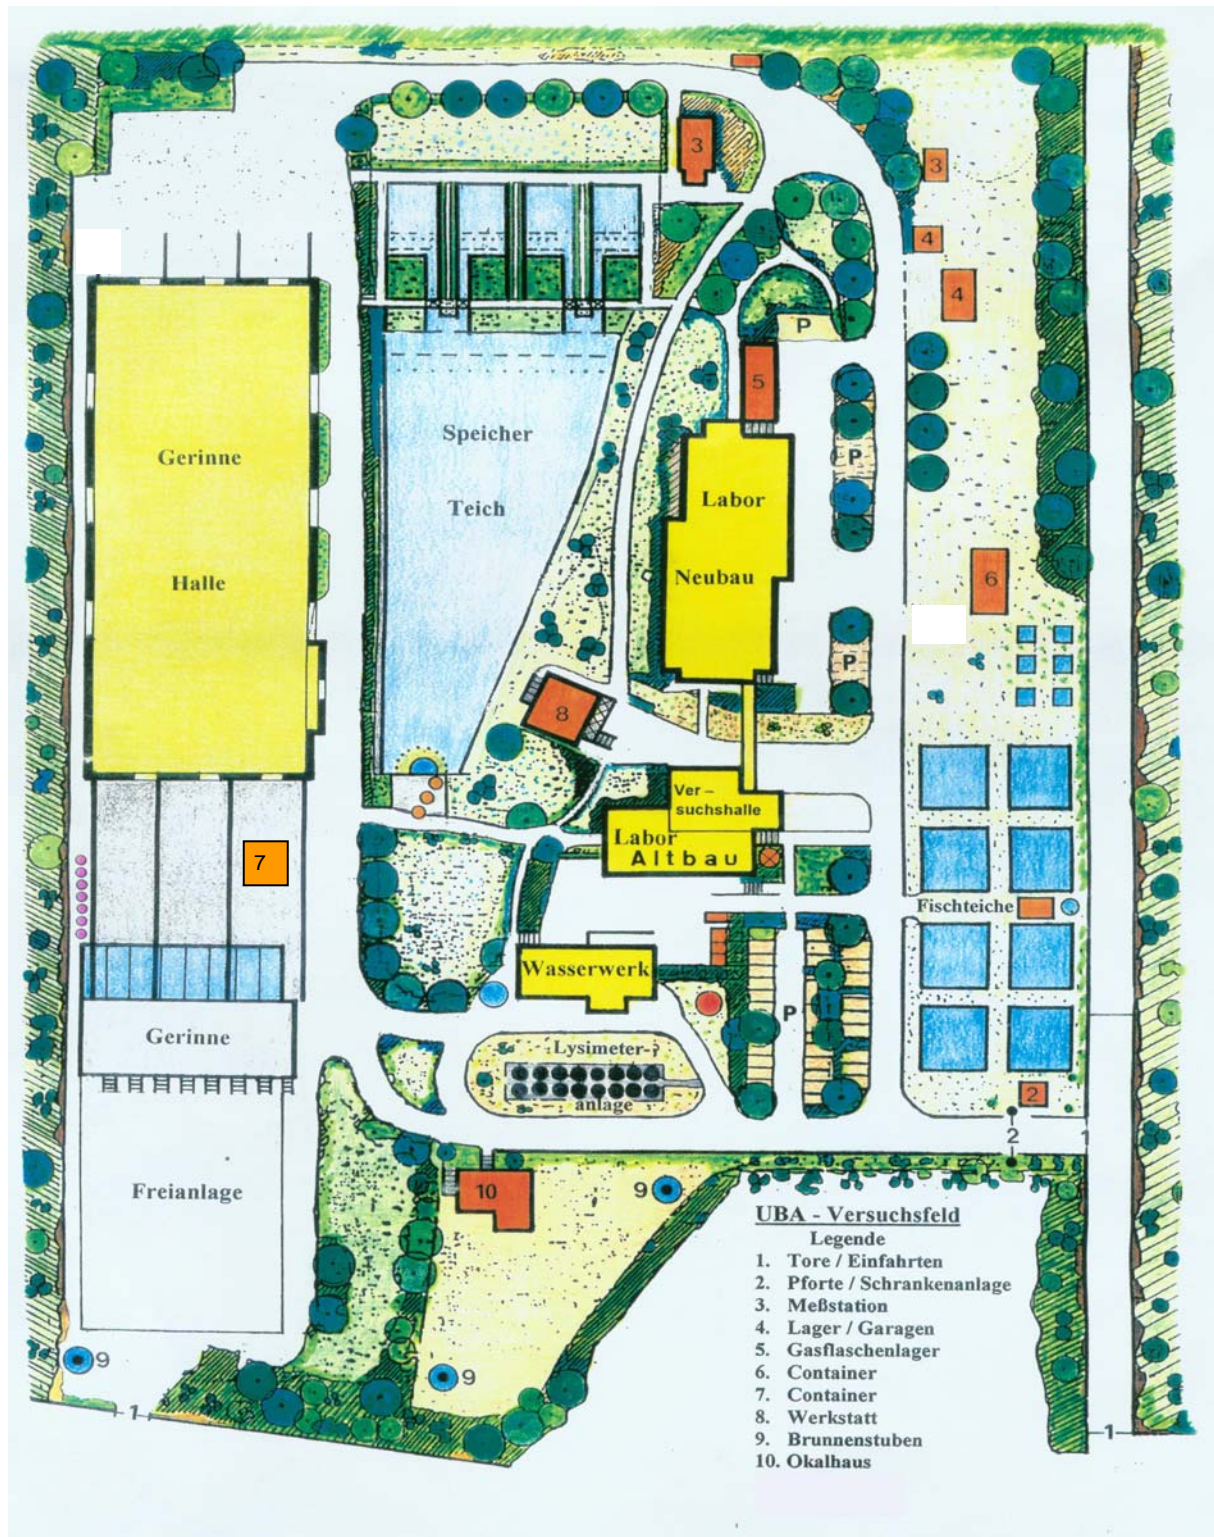 3
3
4
4
P
5
Speicher
Teich
Gerinne
Halle
Labor
Neubau
P
6
P
8
Ver –
suchshalle
Labor
Altbau
7
Fischteiche
Wasserwerk
P
Gerinne
Lysimeter-
anlage
2
2
1
Freianlage
10
9
9
9
1
1
UBA - Versuchsfeld
Legende
1. Tore / Einfahrten
2. Pforte / Schrankenanlage
3. Meßstation
4. Lager / Garagen
5. Gasflaschenlager
6. Container
7. Container
8. Werkstatt
9. Brunnenstuben
10. Okalhaus